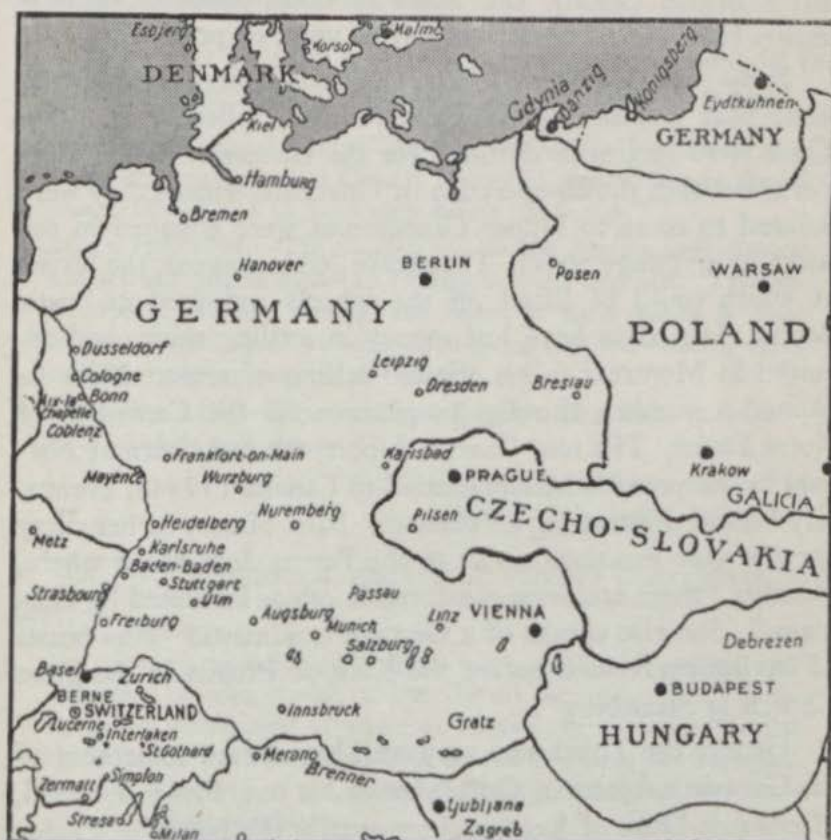 Esbjerg
Korsor
Malmo
DENMARK
Kiel
Gdynia
Danzig
Königsberg
Eydtkuhnen
GERMANY
Hamburg
Bremen
Hanover
BERLIN
Posen
WARSAW
GERMANY
POLAND
Dusseldorf
Cologne
Bonn
Aix-la
Chapelle
Coblenz
Leipzig
Dresden
Breslau
Frankfort-on-Main
Mayence
Wurzburg
Karlsbad
PRAGUE
Krakow
GALICIA
Heidelberg
Nuremberg
Pilsen
CZECHO-SLOVAKIA
Metz
Karlsruhe
Baden-Baden
Strasbourg
Stuttgart
Ulm
Passau
Freiburg
Augsburg
Munich
Linz
VIENNA
Salzburg
Debrezen
Basel
Zurich
BERNE
SWITZERLAND
BUDAPEST
Lucerne
Interlaken
St Gothard
Innsbruck
Gratz
HUNGARY
Zermatt
Simplon
Merano
Brenner
Stresa
Milan
Ljubljana
Zagreb